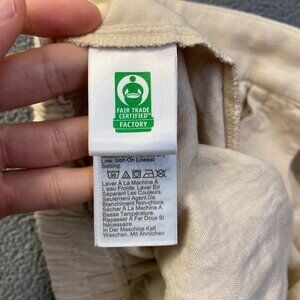 FAIR TRADE
CERTIFIED™
FACTORY
Low, Iron On Lowest
Setting.
Laver À La Machine À
L'eau Froide. Laver En
Séparant Les Couleurs.
Seulement Agent De
Blanchiment Non-chlore.
Sécher À La Machine À
Basse Température.
Repasser À Fer Doux Si
Nécessaire.
In Der Maschine Kalt
Waschen. Mit Ähnlichen